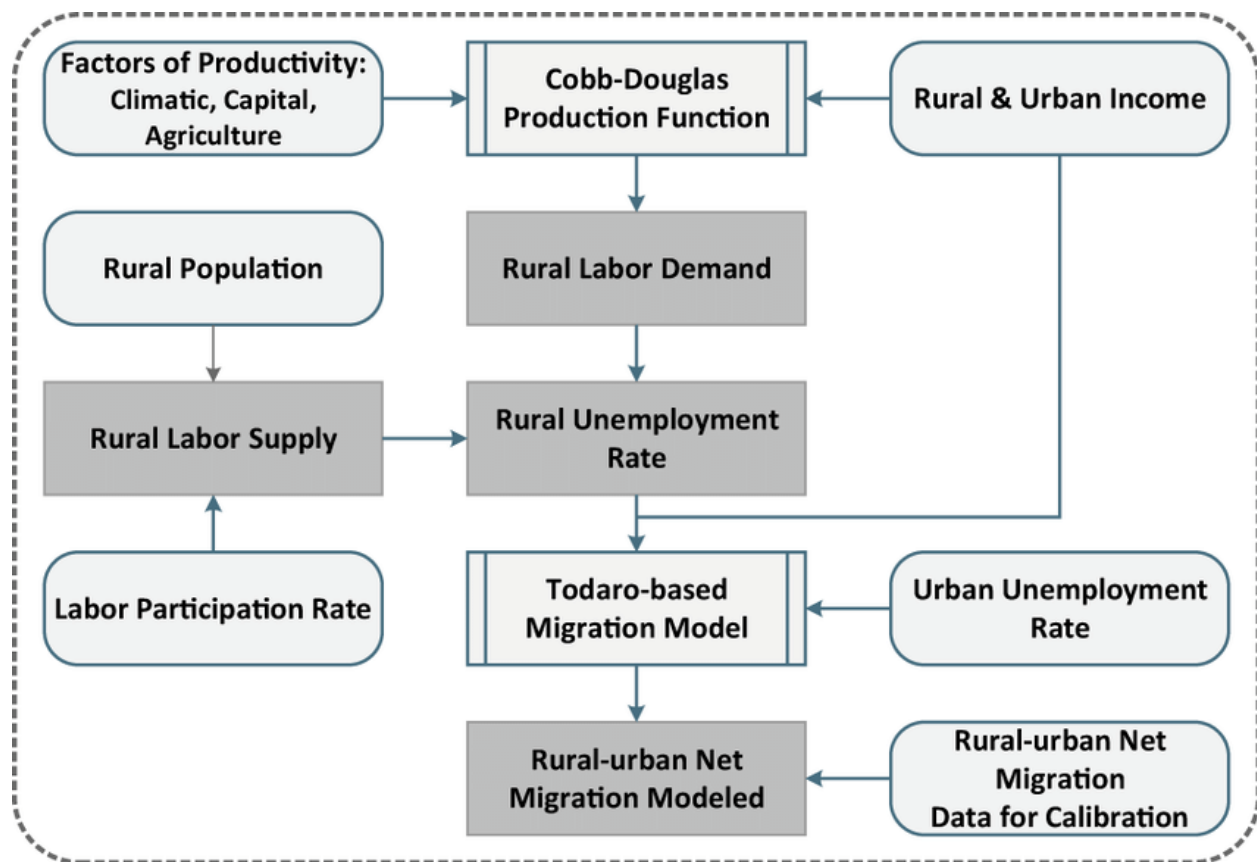 Factors of Productivity:
Climatic, Capital,
Agriculture
Cobb-Douglas
Production Function
Rural & Urban Income
Rural Population
Rural Labor Demand
Rural Labor Supply
Rural Unemployment
Rate
Labor Participation Rate
Todaro-based
Migration Model
Urban Unemployment
Rate
Rural-urban Net
Migration Modeled
Rural-urban Net
Migration
Data for Calibration